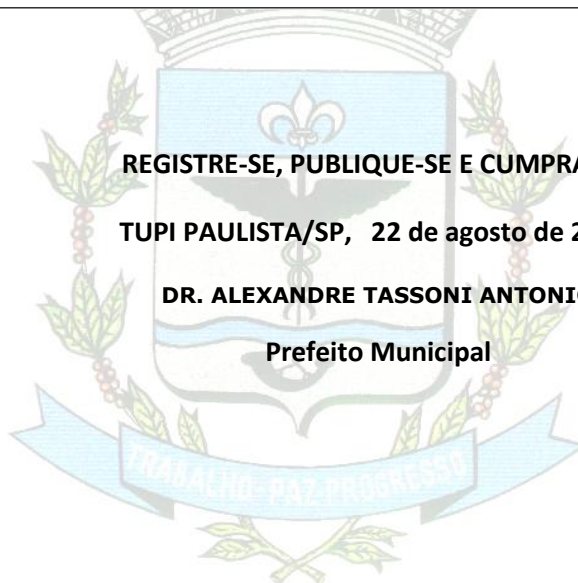 REGISTRE-SE, PUBLIQUE-SE E CUMPRA
TUPI PAULISTA/SP, 22 de agosto de 2
DR. ALEXANDRE TASSONI ANTONI
Prefeito Municipal
TRABALHO-PAZ-PROGRESSO